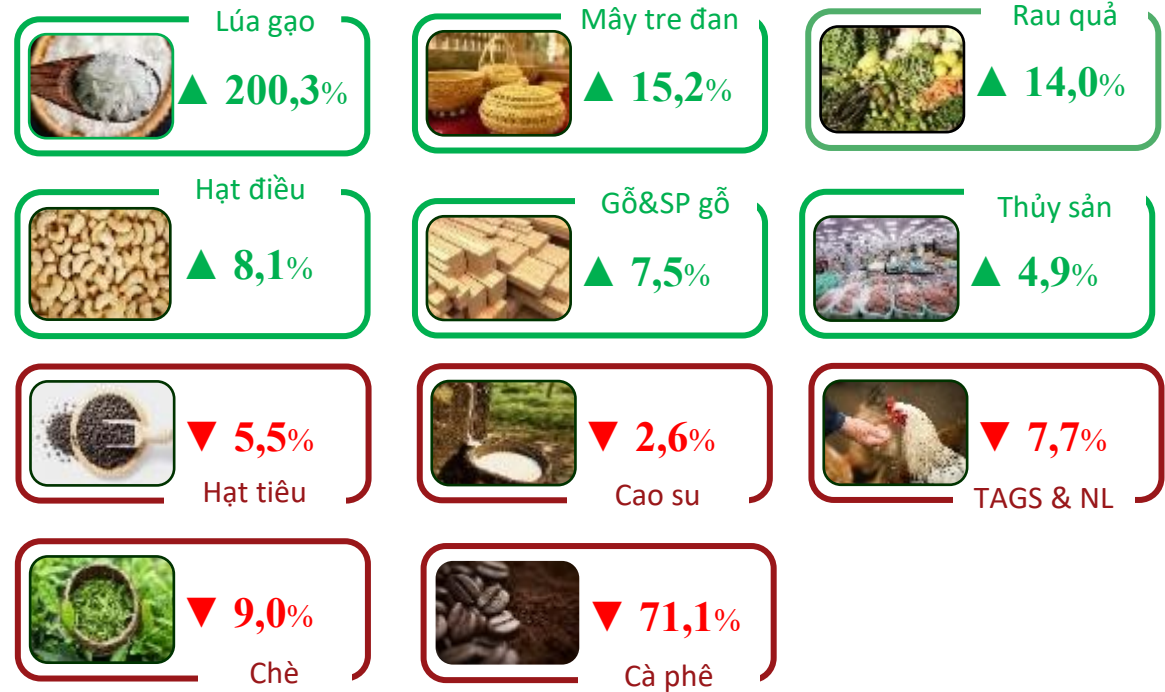 Lúa gạo
▲ 200,3%
Mây tre đan
▲ 15,2%
Rau quả
▲ 14,0%
Hạt điều
▲ 8,1%
Gỗ&SP gỗ
▲ 7,5%
Thủy sản
▲ 4,9%
▼ 5,5%
Hạt tiêu
▼ 2,6%
Cao su
▼ 7,7%
TAGS & NL
▼ 9,0%
Chè
▼ 71,1%
Cà phê